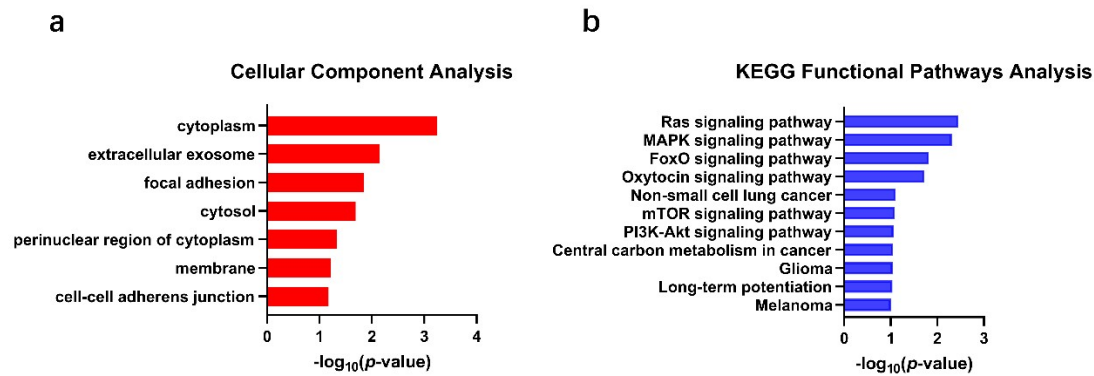 a
Cellular Component Analysis
cytoplasm
extracellular exosome
focal adhesion
cytosol
perinuclear region of cytoplasm
membrane
cell-cell adherens junction
0 1 2 3 4
-log10(p-value)
b
KEGG Functional Pathways Analysis
Ras signaling pathway
MAPK signaling pathway
FoxO signaling pathway
Oxytocin signaling pathway
Non-small cell lung cancer
mTOR signaling pathway
PI3K-Akt signaling pathway
Central carbon metabolism in cancer
Glioma
Long-term potentiation
Melanoma
0 1 2 3
-log10(p-value)